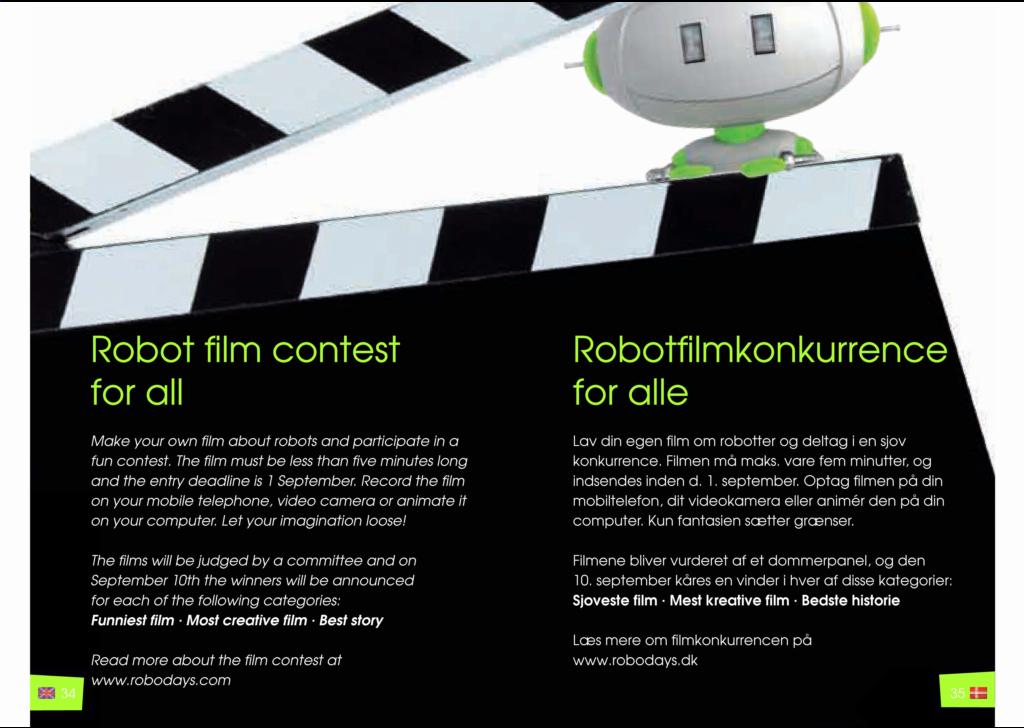 Robot film contest
for all
Make your own film about robots and participate in a
fun contest. The film must be less than five minutes long
and the entry deadline is 1 September. Record the film
on your mobile telephone, video camera or animate it
on your computer. Let your imagination loose!
The films will be judged by a committee and on
September 10th the winners will be announced
for each of the following categories:
Funniest film · Most creative film · Best story
Read more about the film contest at
www.robodays.com
34
Robotfilmkonkurrence
for alle
Lav din egen film om robotter og deltag i en sjov
konkurrence. Filmen må maks. vare fem minutter, og
indsendes inden d. 1. september. Optag filmen på din
mobiltelefon, dit videokamera eller animér den på din
computer. Kun fantasien sætter grænser.
Filmene bliver vurderet af et dommerpanel, og den
10. september kåres en vinder i hver af disse kategorier:
Sjoveste film · Mest kreative film · Bedste historie
Læs mere om filmkonkurrencen på
www.robodays.dk
35